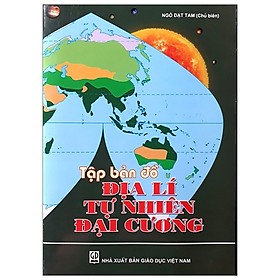 NGÔ ĐẠT TAM (Chủ biên)
Tập bản đồ
ĐỊA LÍ
TỰ NHIÊN
ĐẠI CƯƠNG
NHÀ XUẤT BẢN GIÁO DỤC VIỆT NAM